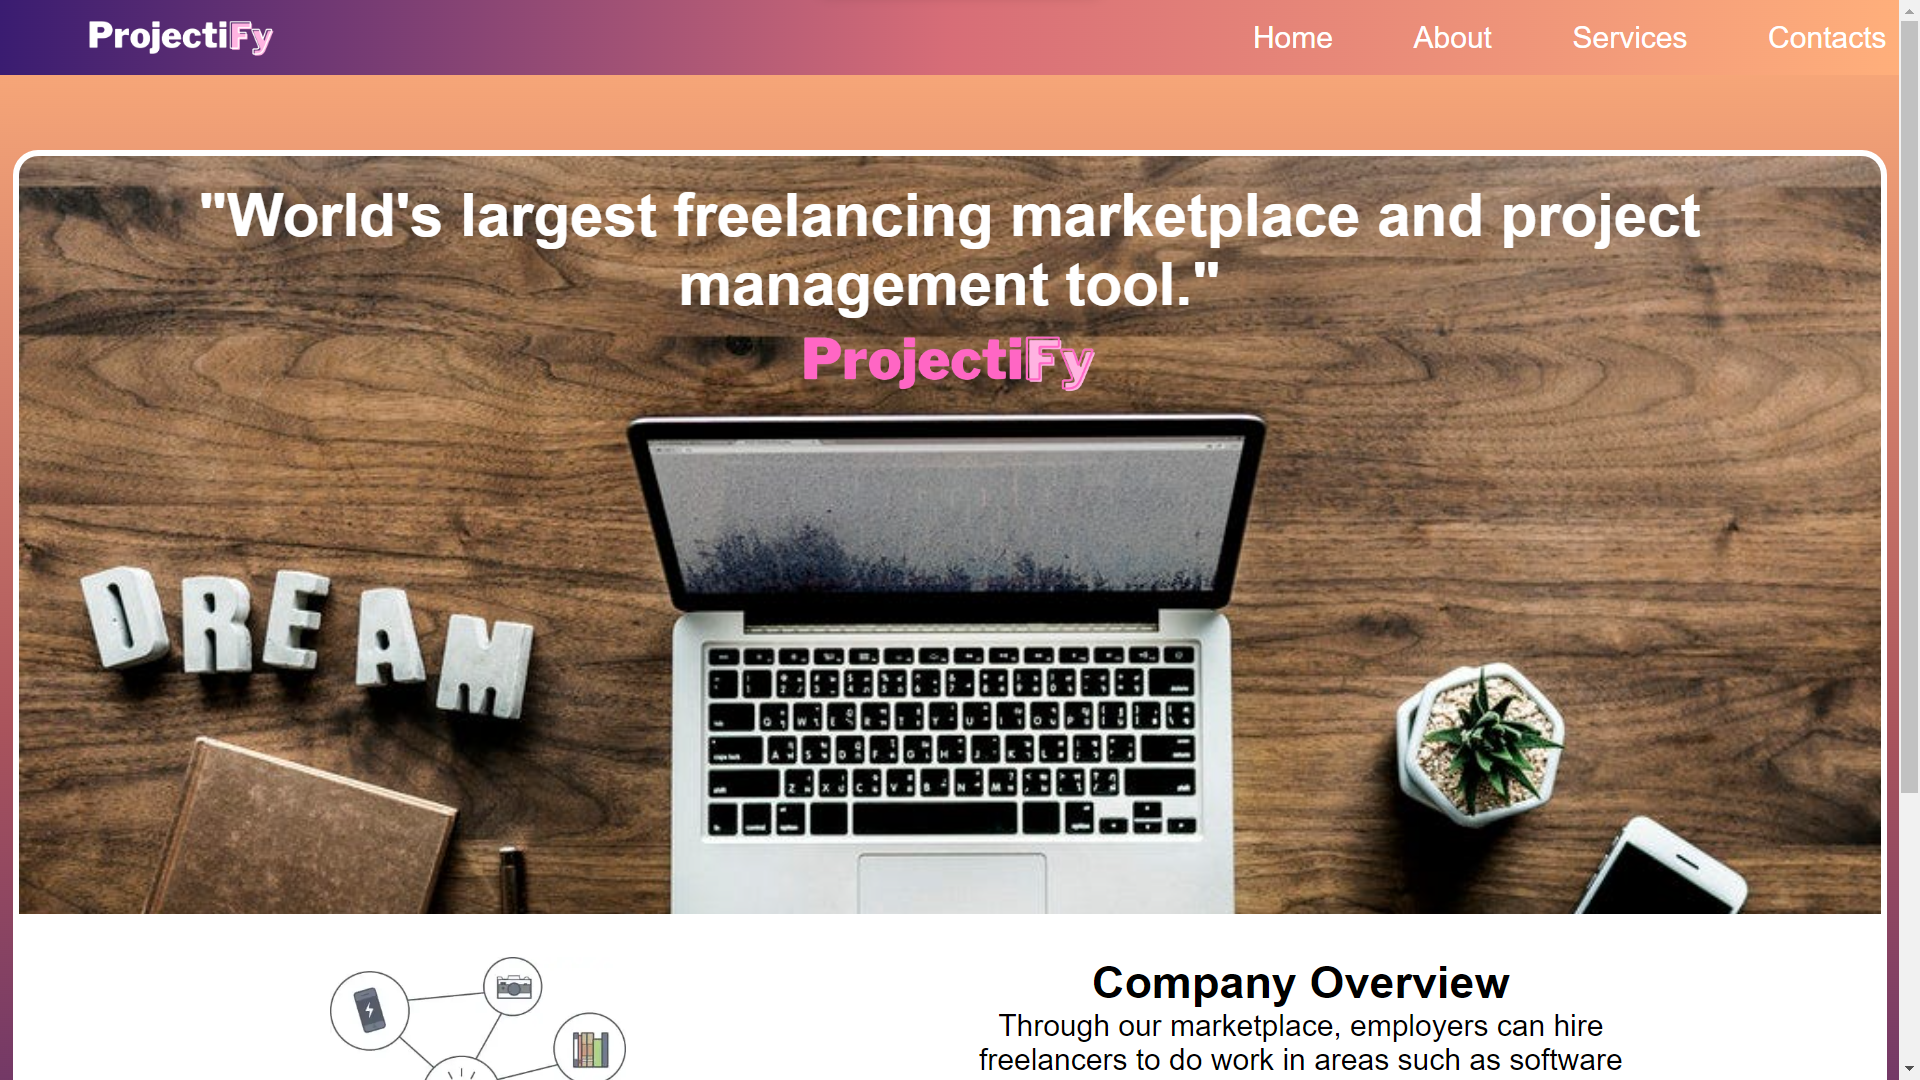 ProjectiFy
Home About Services Contacts
"World's largest freelancing marketplace and project
management tool."
ProjectiFy
DREAM
Company Overview
Through our marketplace, employers can hire
freelancers to do work in areas such as software